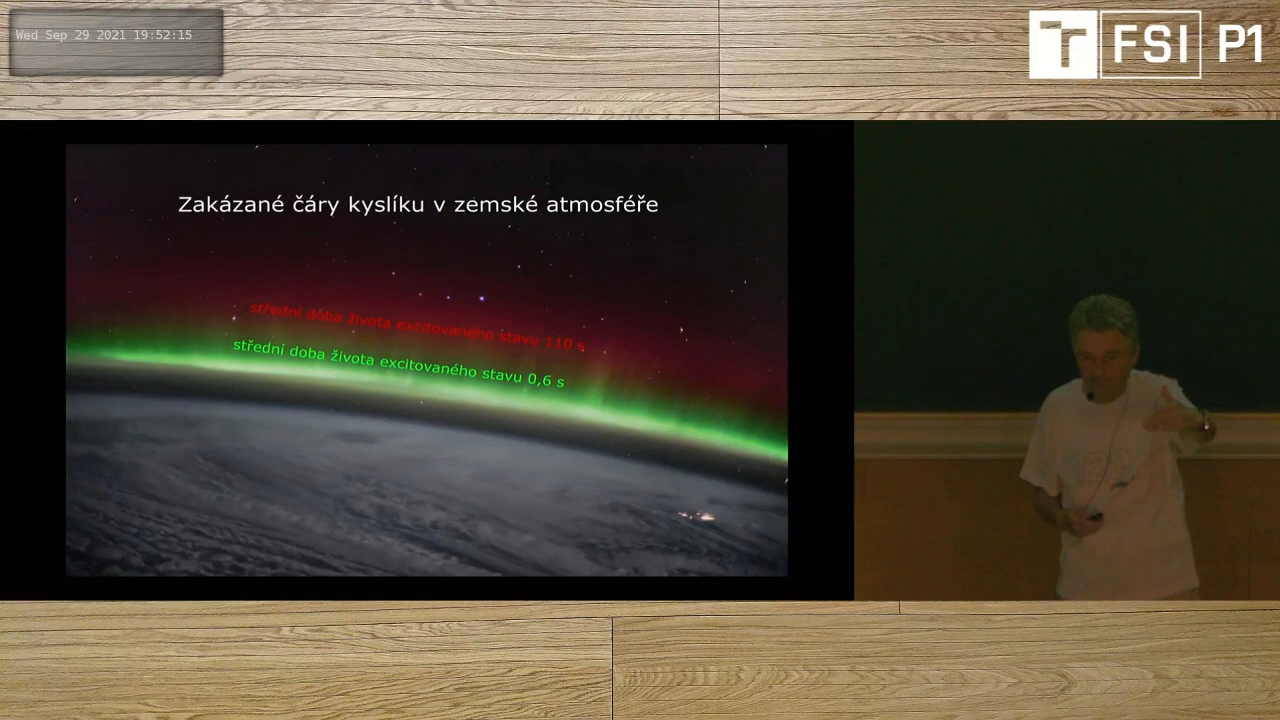 Wed Sep 29 2021 19:52:15
T FSI P1
Zakázané čáry kyslíku v zemské atmosféře
střední doba života excitovaného stavu 110 s
střední doba života excitovaného stavu 0,6 s